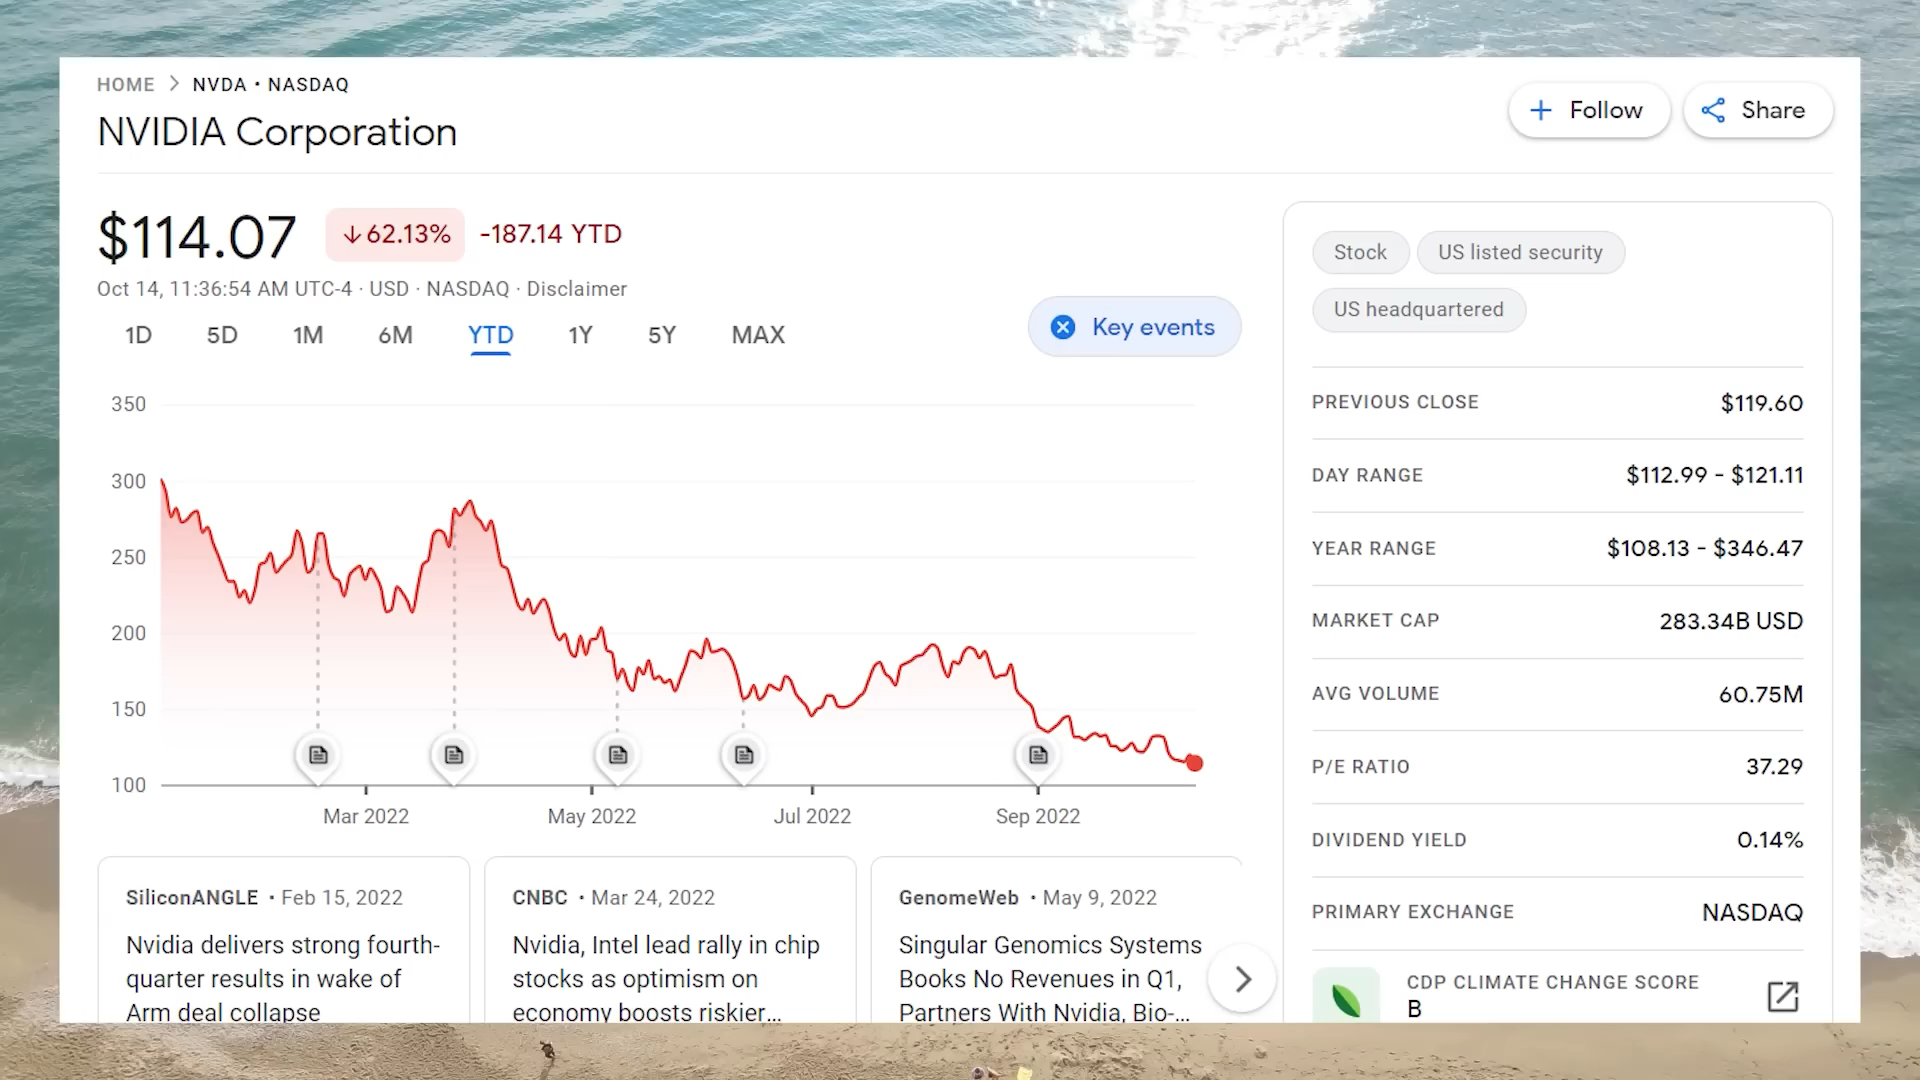 HOME > NVDA • NASDAQ
NVIDIA Corporation
Follow
Share
$114.07
↓62.13%
-187.14 YTD
Oct 14, 11:36:54 AM UTC-4 · USD · NASDAQ · Disclaimer
1D 5D 1M 6M YTD 1Y 5Y MAX
Key events
350
300
250
200
150
100
Mar 2022
May 2022
Jul 2022
Sep 2022
SiliconANGLE • Feb 15, 2022
Nvidia delivers strong fourth-
quarter results in wake of
Arm deal collapse
CNBC • Mar 24, 2022
Nvidia, Intel lead rally in chip
stocks as optimism on
economy boosts riskier...
GenomeWeb • May 9, 2022
Singular Genomics Systems
Books No Revenues in Q1,
Partners With Nvidia, Bio-...
Stock
US listed security
US headquartered
PREVIOUS CLOSE $119.60
DAY RANGE $112.99 - $121.11
YEAR RANGE $108.13 - $346.47
MARKET CAP 283.34B USD
AVG VOLUME 60.75M
P/E RATIO 37.29
DIVIDEND YIELD 0.14%
PRIMARY EXCHANGE NASDAQ
CDP CLIMATE CHANGE SCORE
B